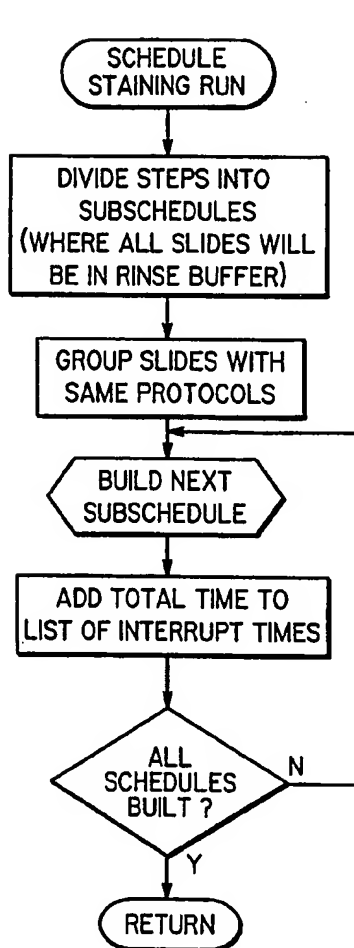 SCHEDULE
STAINING RUN
DIVIDE STEPS INTO
SUBSCHEDULES
(WHERE ALL SLIDES WILL
BE IN RINSE BUFFER)
GROUP SLIDES WITH
SAME PROTOCOLS
BUILD NEXT
SUBSCHEDULE
ADD TOTAL TIME TO
LIST OF INTERRUPT TIMES
ALL
SCHEDULES
BUILT ?
N
Y
RETURN